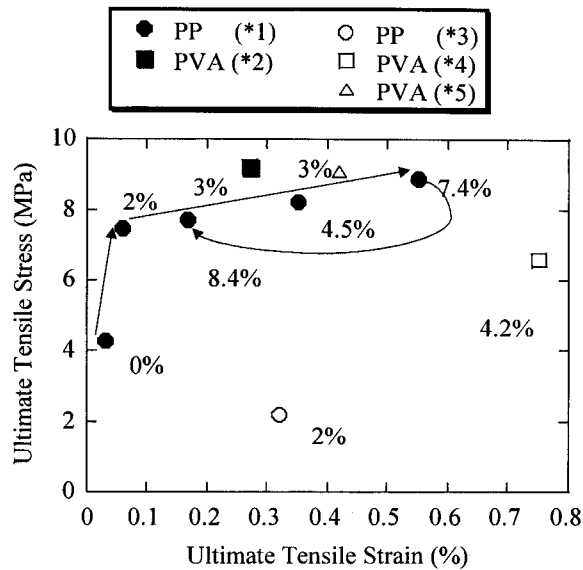 PP (*1) PP (*3)
PVA (*2) PVA (*4)
PVA (*5)
Ultimate Tensile Stress (MPa)
10
8
6
4
2
0
2%
3%
3%
7.4%
4.5%
8.4%
4.2%
0%
2%
0 0.1 0.2 0.3 0.4 0.5 0.6 0.7 0.8
Ultimate Tensile Strain (%)